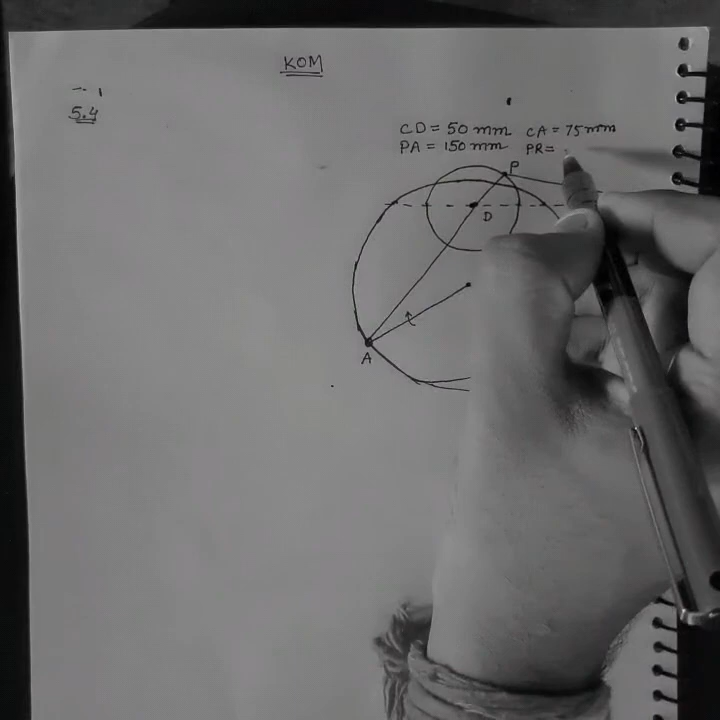 KOM
5.4
CD = 50 mm CA = 75 mm
PA = 150 mm PR =
P
D
A